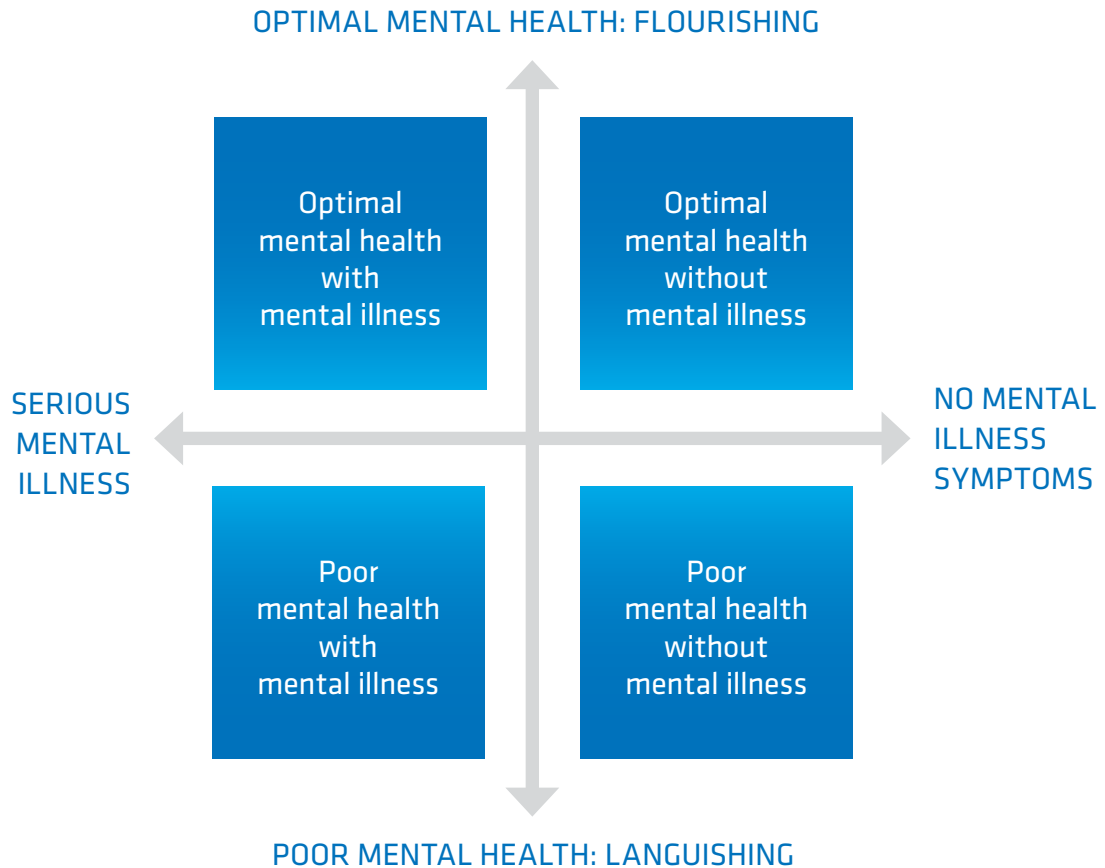 OPTIMAL MENTAL HEALTH: FLOURISHING
Optimal
mental health
with
mental illness
Optimal
mental health
without
mental illness
SERIOUS
MENTAL
ILLNESS
NO MENTAL
ILLNESS
SYMPTOMS
Poor
mental health
with
mental illness
Poor
mental health
without
mental illness
POOR MENTAL HEALTH: LANGUISHING